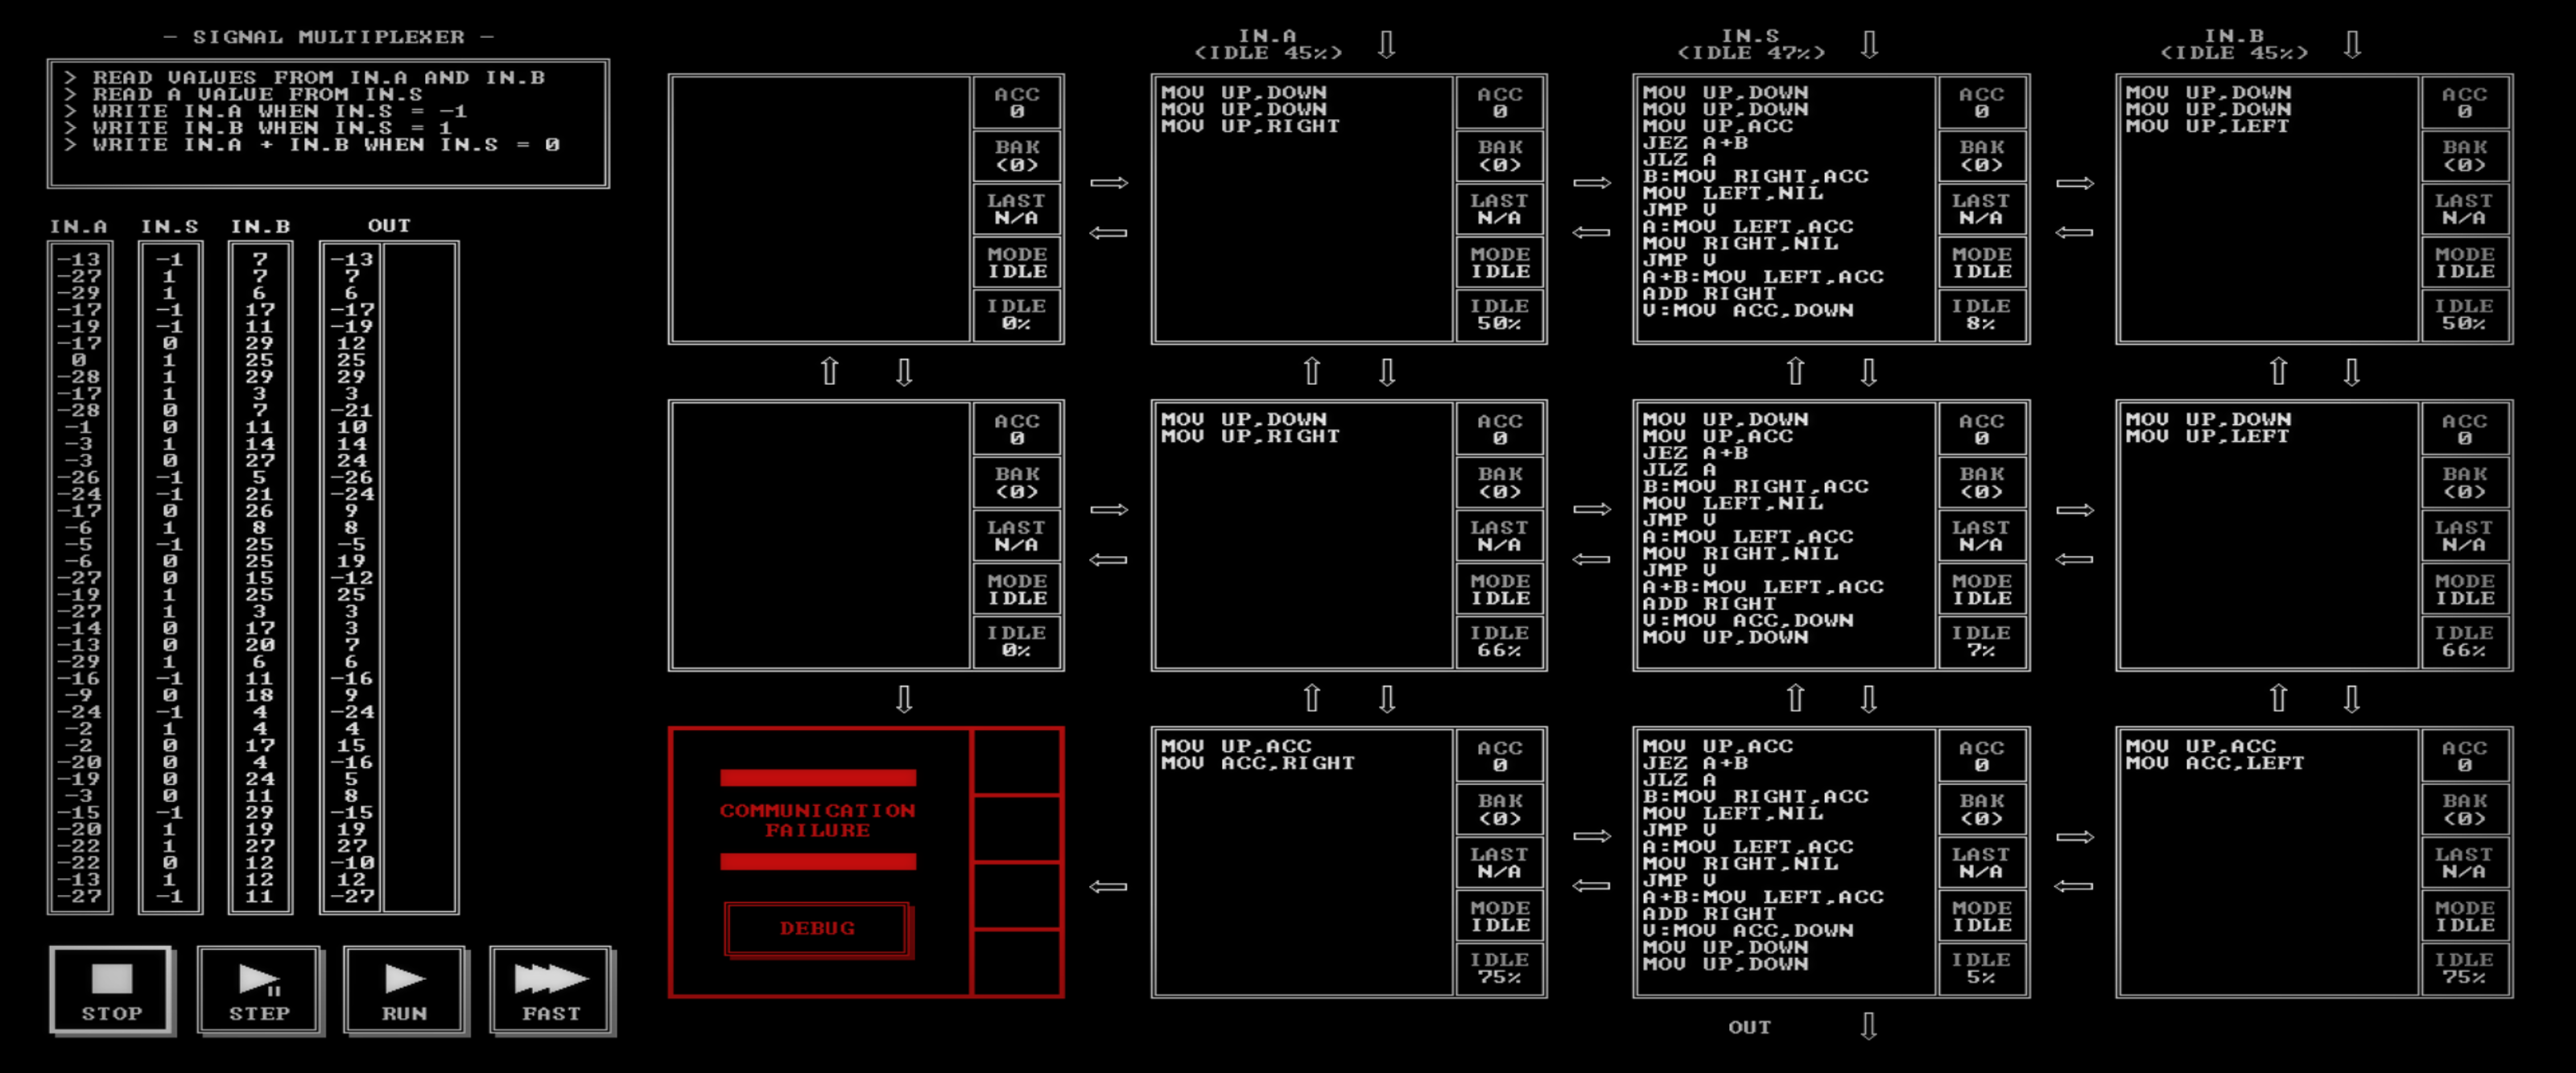 - SIGNAL MULTIPLEXER -
> READ VALUES FROM IN.A AND IN.B
> READ A VALUE FROM IN.S
> WRITE IN.A WHEN IN.S = -1
> WRITE IN.B WHEN IN.S = 1
> WRITE IN.A + IN.B WHEN IN.S = 0
IN.A IN.S IN.B OUT
-13 -1 7 -13
-27 1 7 7
-29 1 6 6
-17 -1 17 -17
-19 -1 11 -19
-17 0 29 12
0 1 25 25
-28 1 29 29
-17 1 3 3
-28 0 7 -21
-1 0 11 10
-3 1 14 14
-3 0 27 24
-26 -1 5 -26
-24 -1 21 -24
-17 0 26 9
-6 1 8 8
-5 -1 25 -5
-6 0 25 19
-27 0 15 -12
-19 1 25 25
-27 1 3 3
-14 0 17 3
-13 0 20 7
-29 1 6 6
-16 -1 11 -16
-9 0 18 9
-24 -1 4 -24
-2 1 4 4
-2 0 17 15
-20 0 4 -16
-19 0 24 5
-3 0 11 8
-15 -1 29 -15
-20 1 19 19
-22 1 27 27
-22 0 12 -10
-13 1 12 12
-27 -1 11 -27
STOP
STEP
RUN
FAST
IN.A
(IDLE 45%)
IN.S
(IDLE 47%)
IN.B
(IDLE 45%)
ACC
0
BAK
(0)
LAST
N/A
MODE
IDLE
IDLE
0%
MOV UP,DOWN
MOV UP,DOWN
MOV UP,RIGHT
ACC
0
BAK
(0)
LAST
N/A
MODE
IDLE
IDLE
50%
MOV UP,DOWN
MOV UP,DOWN
MOV UP,ACC
JEZ A+B
JLZ A
B:MOV RIGHT,ACC
MOV LEFT,NIL
JMP V
A:MOV LEFT,ACC
MOV RIGHT,NIL
JMP V
A+B:MOV LEFT,ACC
ADD RIGHT
V:MOV ACC,DOWN
ACC
0
BAK
(0)
LAST
N/A
MODE
IDLE
IDLE
8%
MOV UP,DOWN
MOV UP,DOWN
MOV UP,LEFT
ACC
0
BAK
(0)
LAST
N/A
MODE
IDLE
IDLE
50%
ACC
0
BAK
(0)
LAST
N/A
MODE
IDLE
IDLE
0%
MOV UP,DOWN
MOV UP,RIGHT
ACC
0
BAK
(0)
LAST
N/A
MODE
IDLE
IDLE
66%
MOV UP,DOWN
MOV UP,ACC
JEZ A+B
JLZ A
B:MOV RIGHT,ACC
MOV LEFT,NIL
JMP V
A:MOV LEFT,ACC
MOV RIGHT,NIL
JMP V
A+B:MOV LEFT,ACC
ADD RIGHT
V:MOV ACC,DOWN
MOV UP,DOWN
ACC
0
BAK
(0)
LAST
N/A
MODE
IDLE
IDLE
7%
MOV UP,DOWN
MOV UP,LEFT
ACC
0
BAK
(0)
LAST
N/A
MODE
IDLE
IDLE
66%
COMMUNICATION
FAILURE
DEBUG
MOV UP,ACC
MOV ACC,RIGHT
ACC
0
BAK
(0)
LAST
N/A
MODE
IDLE
IDLE
75%
MOV UP,ACC
JEZ A+B
JLZ A
B:MOV RIGHT,ACC
MOV LEFT,NIL
JMP V
A:MOV LEFT,ACC
MOV RIGHT,NIL
JMP V
A+B:MOV LEFT,ACC
ADD RIGHT
V:MOV ACC,DOWN
MOV UP,DOWN
MOV UP,DOWN
ACC
0
BAK
(0)
LAST
N/A
MODE
IDLE
IDLE
5%
MOV UP,ACC
MOV ACC,LEFT
ACC
0
BAK
(0)
LAST
N/A
MODE
IDLE
IDLE
75%
OUT